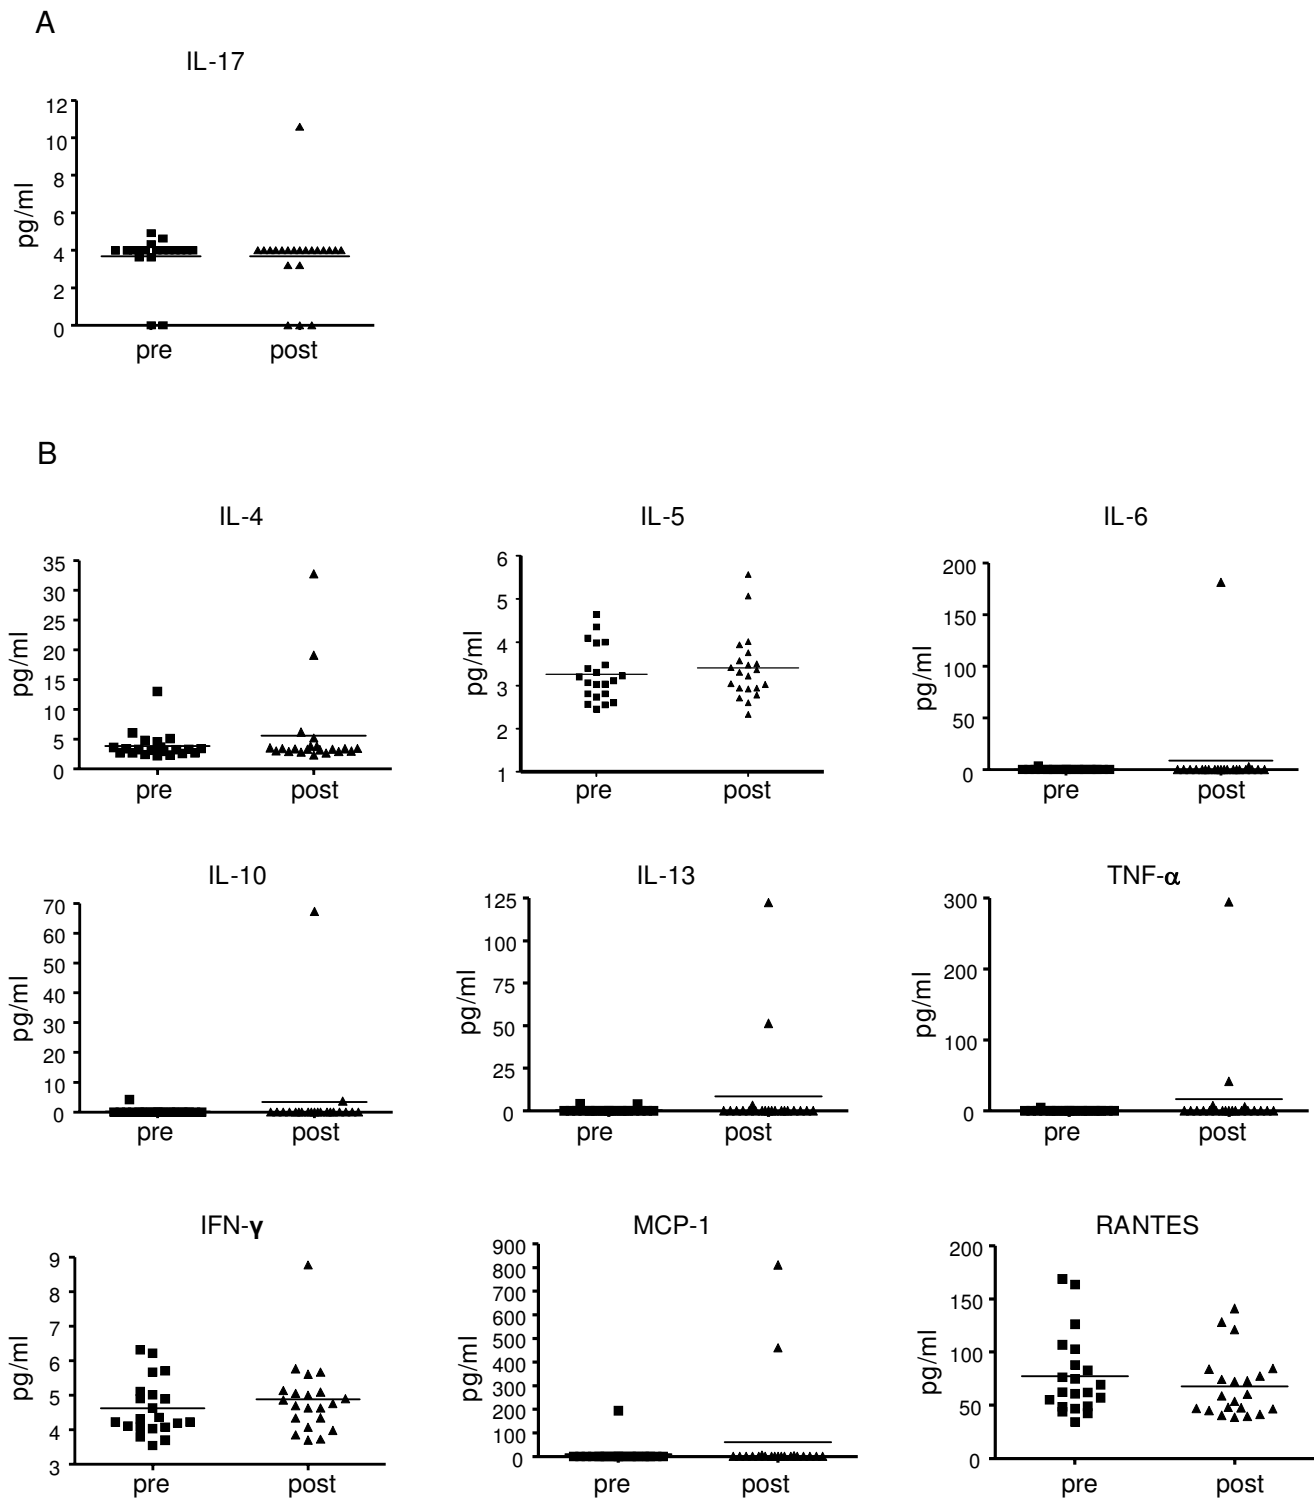 A
IL-17
pg/ml
12
10
8
6
4
2
0
pre post
B
IL-4
pg/ml
35
30
25
20
15
10
5
0
pre post
IL-5
pg/ml
6
5
4
3
2
1
pre post
IL-6
pg/ml
200
150
100
50
0
pre post
IL-10
pg/ml
70
60
50
40
30
20
10
0
pre post
IL-13
pg/ml
125
100
75
50
25
0
pre post
TNF-α
pg/ml
300
200
100
0
pre post
IFN-γ
pg/ml
9
8
7
6
5
4
3
pre post
MCP-1
pg/ml
900
800
700
600
500
400
300
200
100
0
pre post
RANTES
pg/ml
200
150
100
50
0
pre post